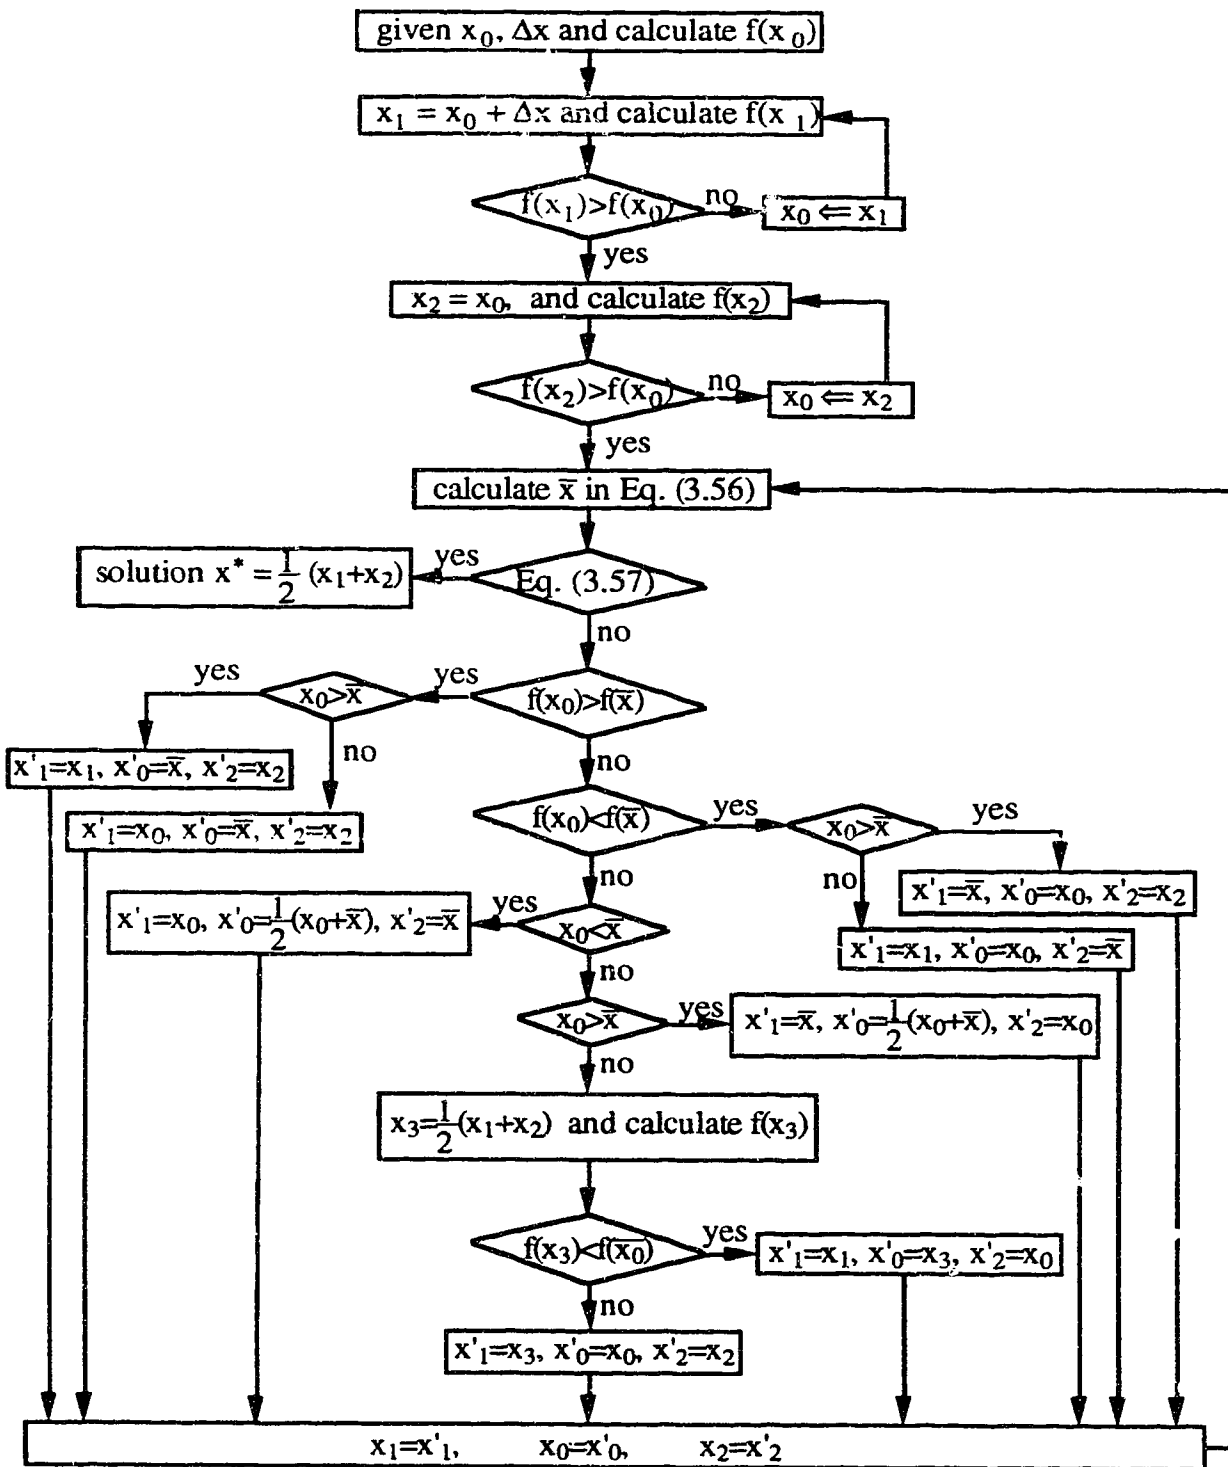 given x₀, Δx and calculate f(x₀)
x₁ = x₀ + Δx and calculate f(x₁)
f(x₁)>f(x₀)
no
x₀ ⇐ x₁
yes
x₂ = x₀, and calculate f(x₂)
f(x₂)>f(x₀)
no
x₀ ⇐ x₂
yes
calculate x̄ in Eq. (3.56)
solution x* = 1/2 (x₁+x₂)
yes
Eq. (3.57)
no
yes
x₀>x̄
yes
f(x₀)>f(x̄)
no
no
x'₁=x₁, x'₀=x̄, x'₂=x₂
x'₁=x₀, x'₀=x̄, x'₂=x₂
f(x₀)<f(x̄)
yes
x₀>x̄
yes
no
no
x'₁=x̄, x'₀=x₀, x'₂=x₂
x'₁=x₀, x'₀=1/2(x₀+x̄), x'₂=x̄
yes
x₀<x̄
x'₁=x₁, x'₀=x₀, x'₂=x̄
no
x₀>x̄
yes
x'₁=x̄, x'₀=1/2(x₀+x̄), x'₂=x₀
no
x₃=1/2(x₁+x₂) and calculate f(x₃)
f(x₃)<f(x̄₀)
yes
x'₁=x₁, x'₀=x₃, x'₂=x₀
no
x'₁=x₃, x'₀=x₀, x'₂=x₂
x₁=x'₁, x₀=x'₀, x₂=x'₂